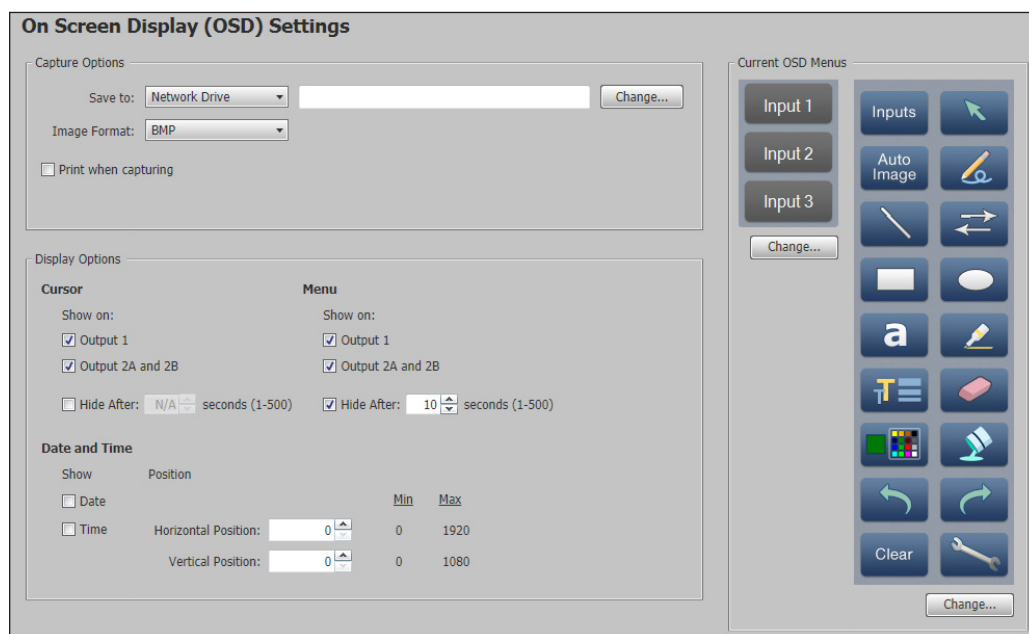 On Screen Display (OSD) Settings
Capture Options
Save to: Network Drive Change...
Image Format: BMP
Print when capturing
Display Options
Cursor Menu
Show on: Show on:
Output 1 Output 1
Output 2A and 2B Output 2A and 2B
Hide After: N/A seconds (1-500) Hide After: 10 seconds (1-500)
Date and Time
Show Position
Date Min Max
Time Horizontal Position: 0 0 1920
Vertical Position: 0 0 1080
Current OSD Menus
Input 1
Input 2
Input 3
Change...
Inputs
Auto
Image
a
T T
Clear
Change...